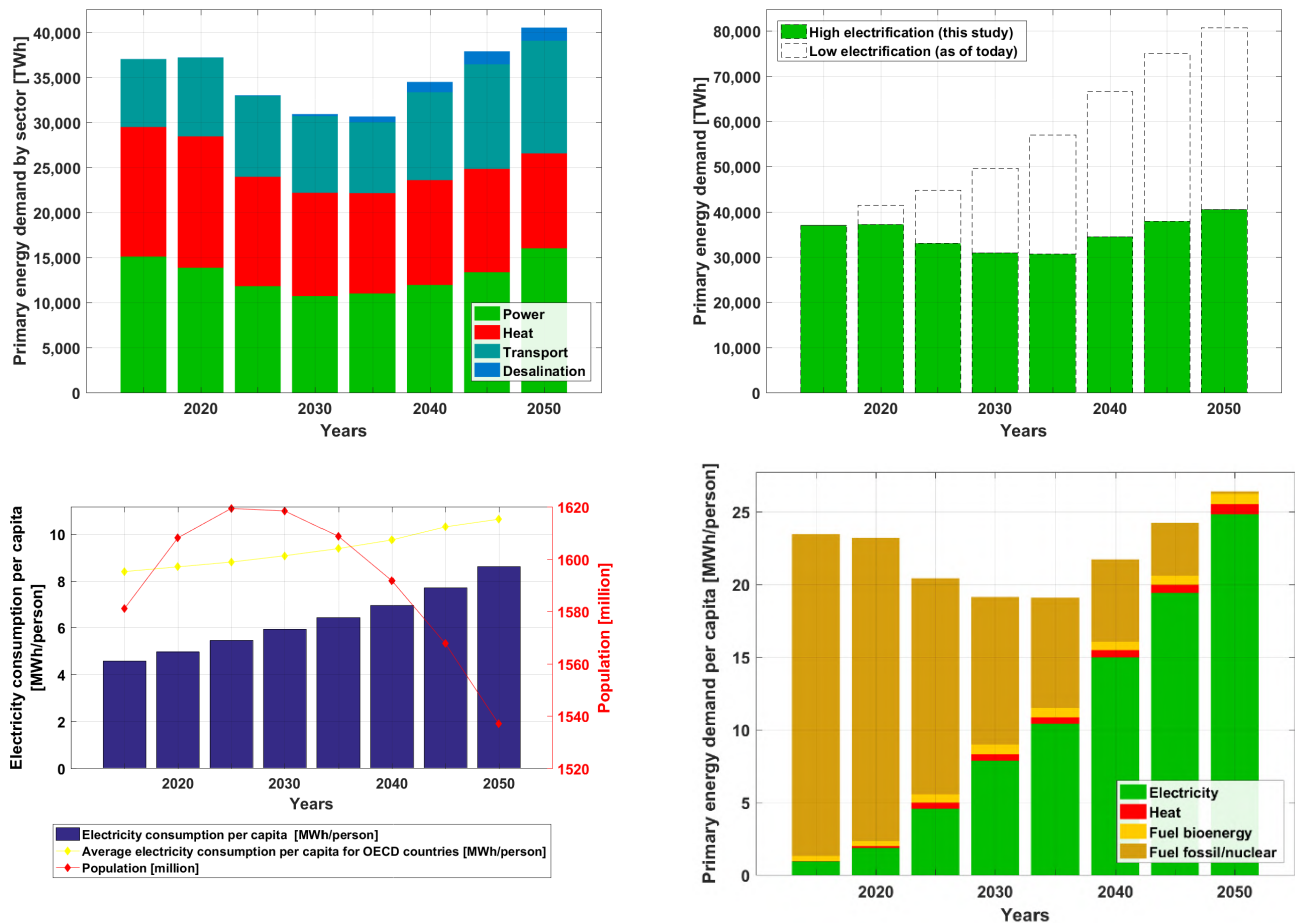 Primary energy demand by sector [TWh]
40,000
35,000
30,000
25,000
20,000
15,000
10,000
5,000
0
Power
Heat
Transport
Desalination
2020 2030 2040 2050
Years
Primary energy demand [TWh]
80,000
70,000
60,000
50,000
40,000
30,000
20,000
10,000
0
High electrification (this study)
Low electrification (as of today)
2020 2030 2040 2050
Years
Electricity consumption per capita
[MWh/person]
10
8
6
4
2
0
1620
1600
1580
1560
1540
1520
Population [million]
2020 2030 2040 2050
Years
Electricity consumption per capita [MWh/person]
Average electricity consumption per capita for OECD countries [MWh/person]
Population [million]
Primary energy demand per capita [MWh/person]
25
20
15
10
5
0
Electricity
Heat
Fuel bioenergy
Fuel fossil/nuclear
2020 2030 2040 2050
Years